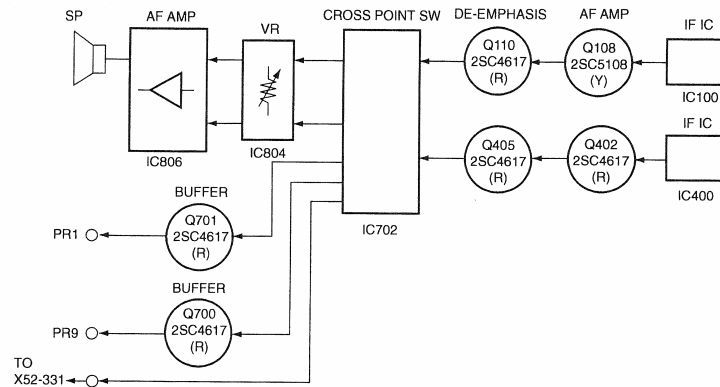 SP
AF AMP
VR
CROSS POINT SW
DE-EMPHASIS
AF AMP
IF IC
Q110
2SC4617
(R)
Q108
2SC5108
(Y)
IC100
IF IC
Q405
2SC4617
(R)
Q402
2SC4617
(R)
IC400
IC806
IC804
IC702
BUFFER
Q701
2SC4617
(R)
PR1
BUFFER
Q700
2SC4617
(R)
PR9
TO
X52-331